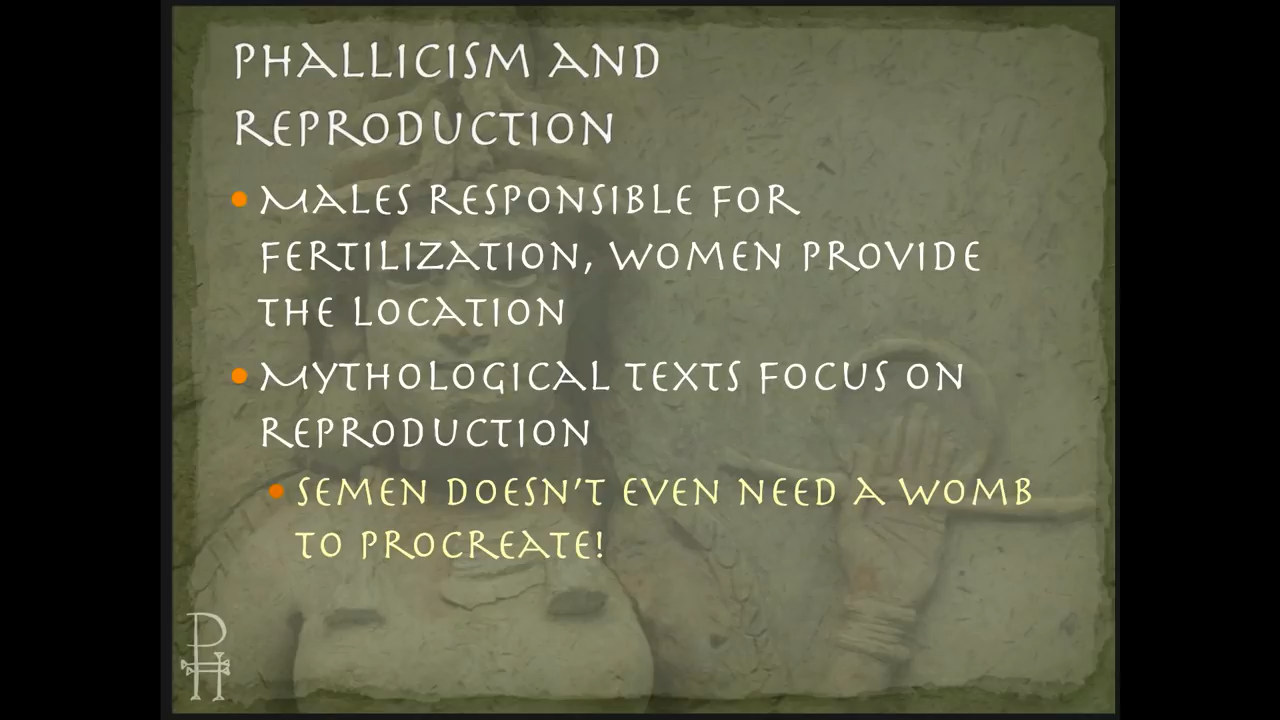 Phallicism and
Reproduction
Males responsible for
fertilization, women provide
the location
Mythological texts focus on
reproduction
Semen doesn't even need a womb
to procreate!
PH